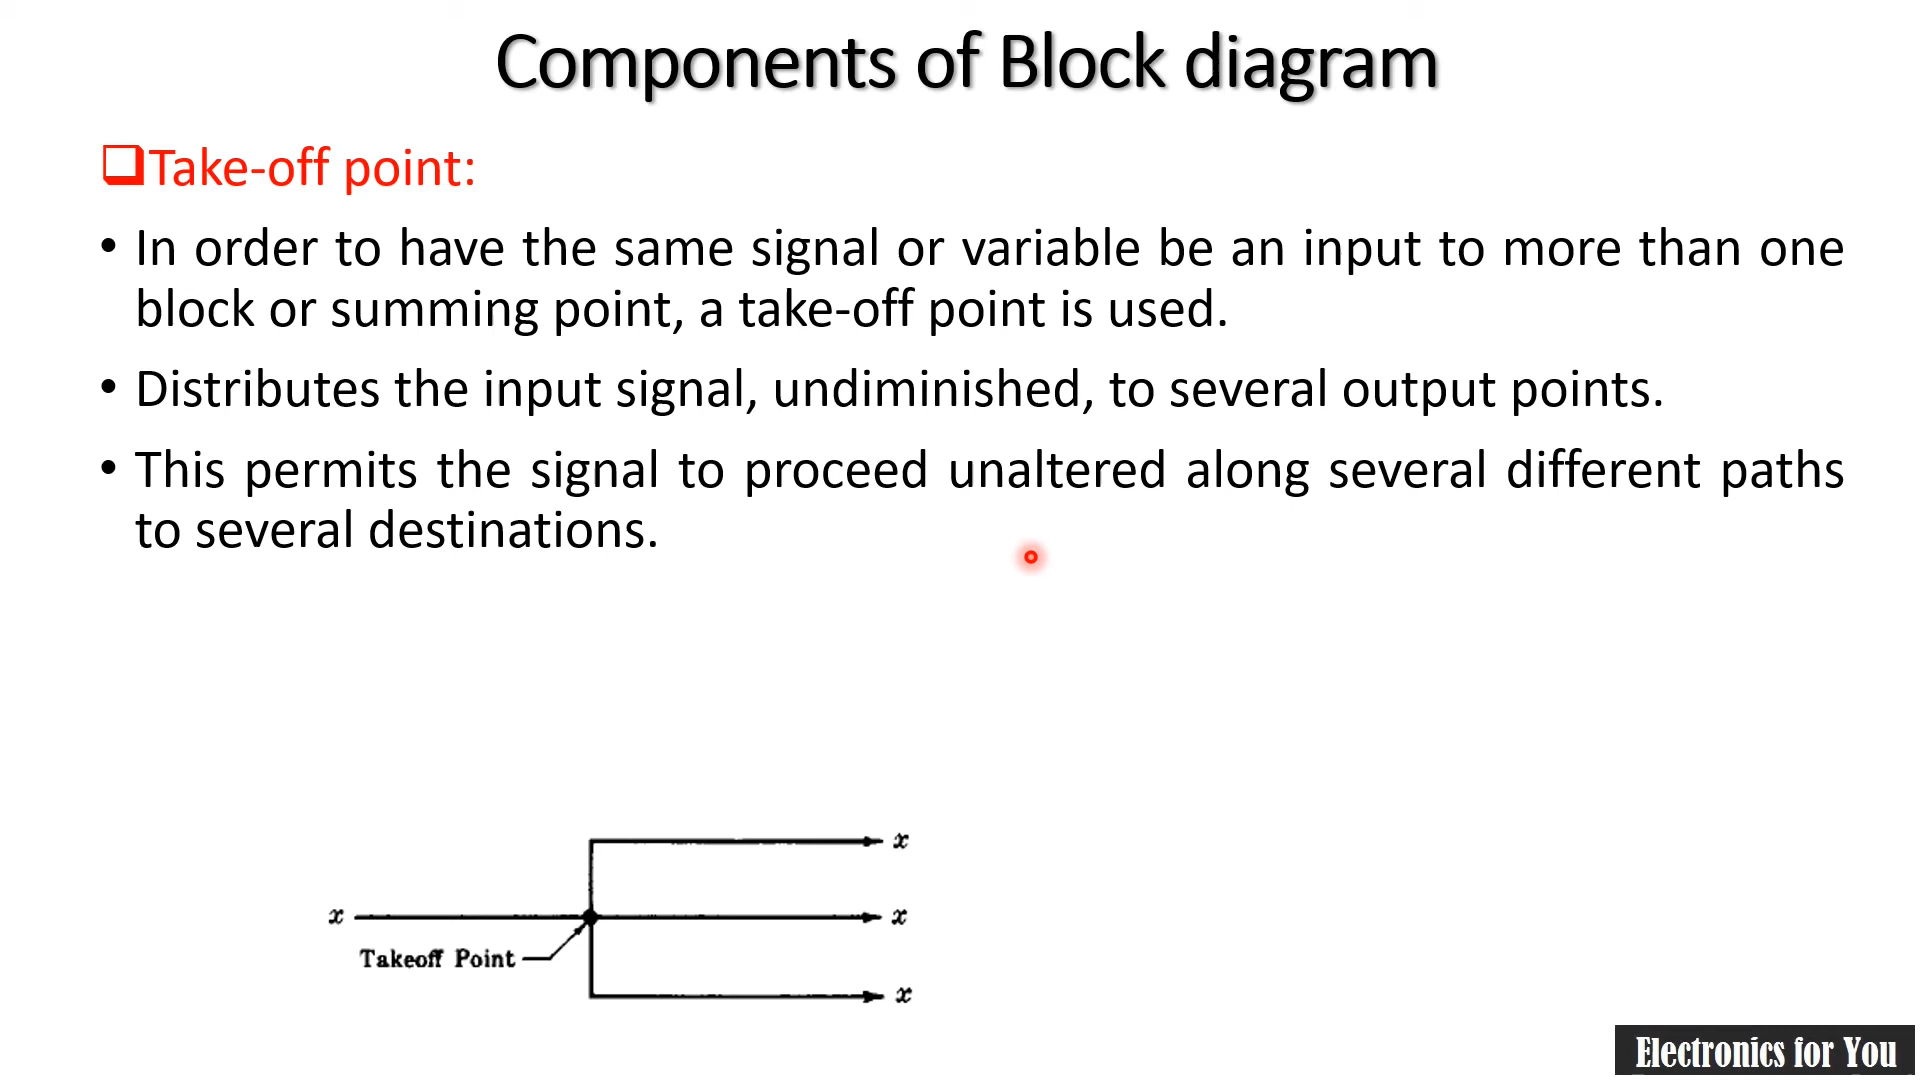 Components of Block diagram
Take-off point:
• In order to have the same signal or variable be an input to more than one
block or summing point, a take-off point is used.
• Distributes the input signal, undiminished, to several output points.
• This permits the signal to proceed unaltered along several different paths
to several destinations.
x
x
x
Takeoff Point
x
Electronics for You